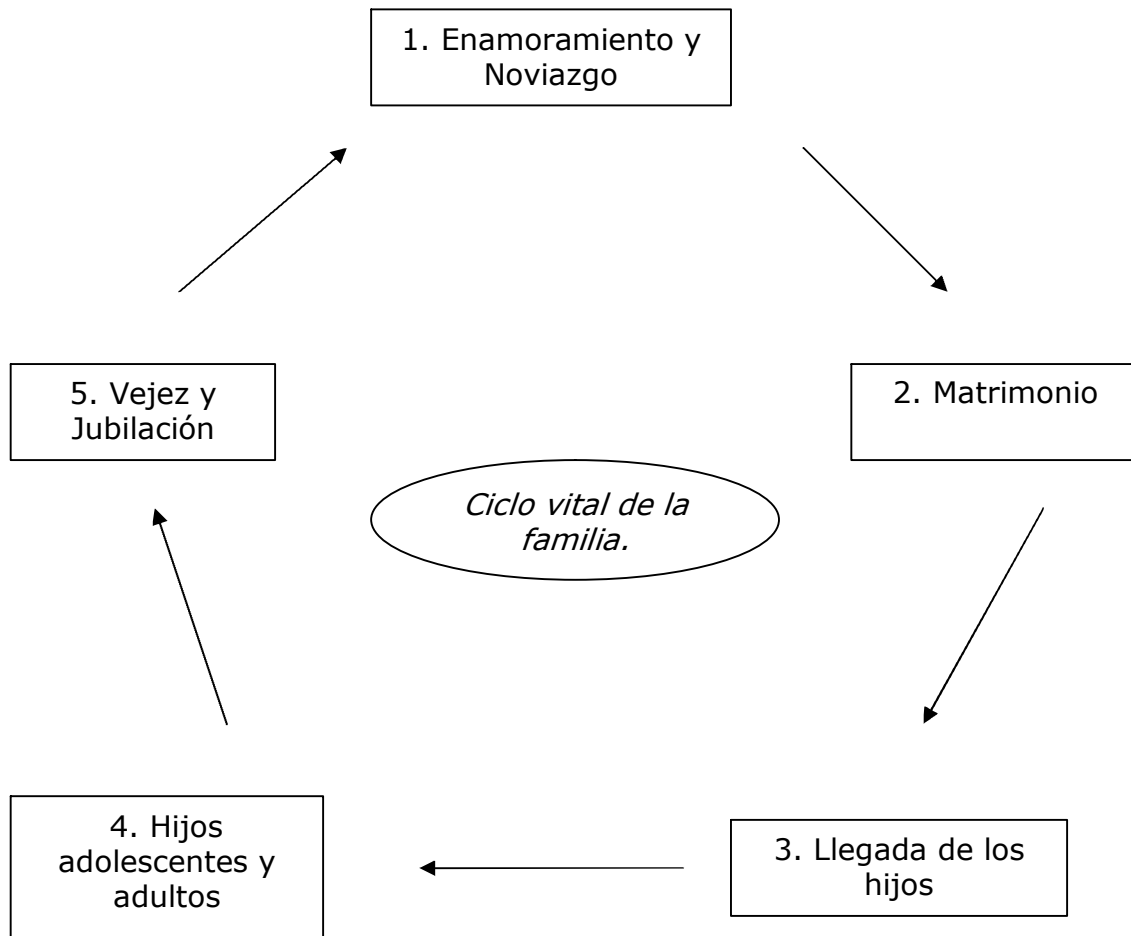 1. Enamoramiento y
Noviazgo
2. Matrimonio
3. Llegada de los
hijos
4. Hijos
adolescentes y
adultos
5. Vejez y
Jubilación
Ciclo vital de la
familia.